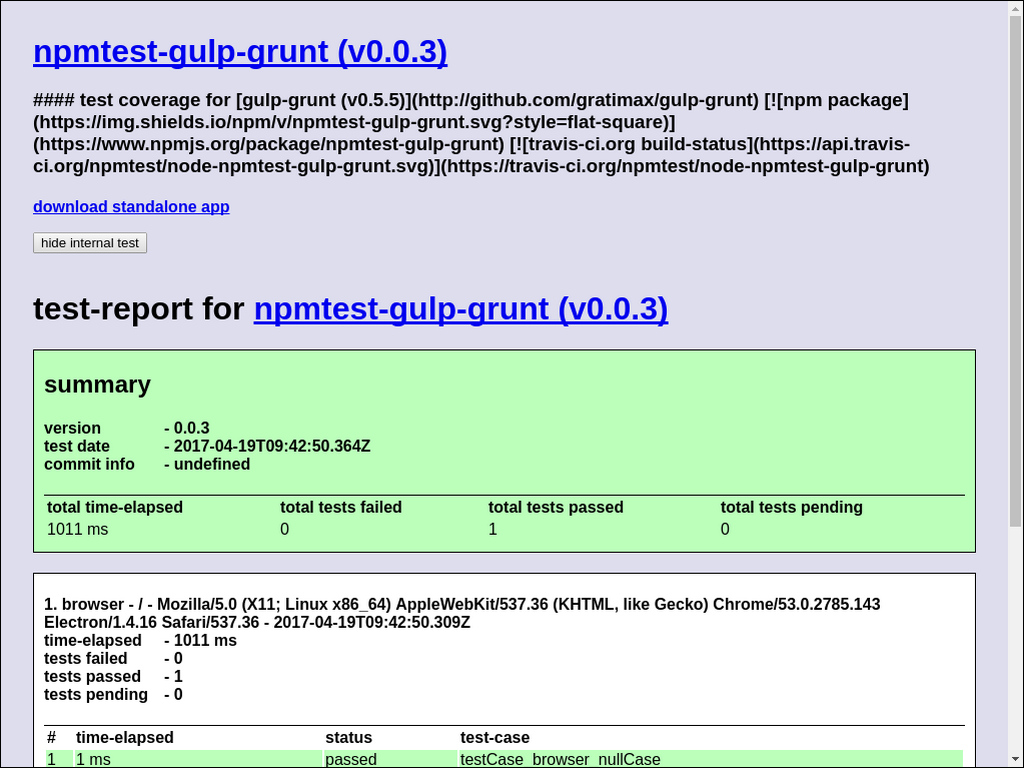 npmtest-gulp-grunt (v0.0.3)
#### test coverage for [gulp-grunt (v0.5.5)](http://github.com/gratimax/gulp-grunt) [![npm package]
(https://img.shields.io/npm/v/npmtest-gulp-grunt.svg?style=flat-square)]
(https://www.npmjs.org/package/npmtest-gulp-grunt) [![travis-ci.org build-status](https://api.travis-
ci.org/npmtest/node-npmtest-gulp-grunt.svg)](https://travis-ci.org/npmtest/node-npmtest-gulp-grunt)
download standalone app
hide internal test
test-report for npmtest-gulp-grunt (v0.0.3)
summary
version - 0.0.3
test date - 2017-04-19T09:42:50.364Z
commit info - undefined
total time-elapsed total tests failed total tests passed total tests pending
1011 ms 0 1 0
1. browser - / - Mozilla/5.0 (X11; Linux x86_64) AppleWebKit/537.36 (KHTML, like Gecko) Chrome/53.0.2785.143
Electron/1.4.16 Safari/537.36 - 2017-04-19T09:42:50.309Z
time-elapsed - 1011 ms
tests failed - 0
tests passed - 1
tests pending - 0
# time-elapsed status test-case
1 1 ms passed testCase_browser_nullCase